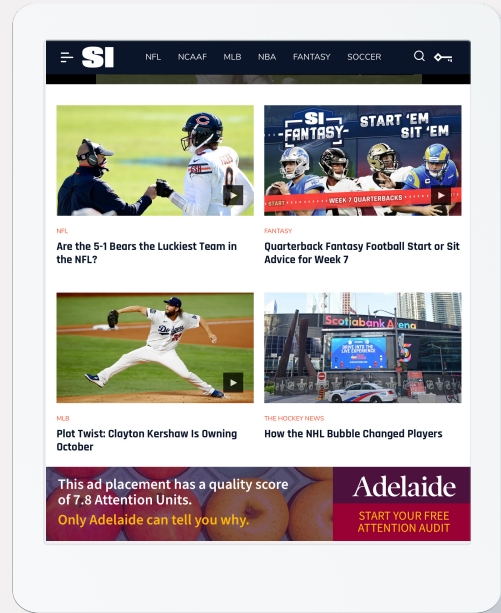 SI NFL NCAAF MLB NBA FANTASY SOCCER
NFL
Are the 5-1 Bears the Luckiest Team in
the NFL?
SI
FANTASY
START 'EM
SIT 'EM
START WEEK 7 QUARTERBACKS
FANTASY
Quarterback Fantasy Football Start or Sit
Advice for Week 7
Dodgers
MLB
Plot Twist: Clayton Kershaw Is Owning
October
Scotiabank Arena
THE HOCKEY NEWS
How the NHL Bubble Changed Players
This ad placement has a quality score
of 7.8 Attention Units.
Only Adelaide can tell you why.
Adelaide
START YOUR FREE
ATTENTION AUDIT